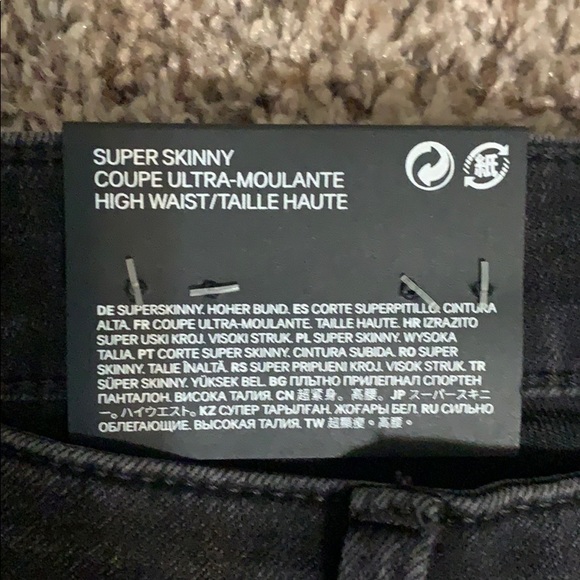 SUPER SKINNY
COUPE ULTRA-MOULANTE
HIGH WAIST/TAILLE HAUTE
紙
DE SUPERSKINNY. HOHER BUND. ES CORTE SUPERPITILLO. CINTURA
ALTA. FR COUPE ULTRA-MOULANTE. TAILLE HAUTE. HR IZRAZITO
SUPER USKI KROJ. VISOKI STRUK. PL SUPER SKINNY. WYSOKA
TALIA. PT CORTE SUPER SKINNY. CINTURA SUBIDA. RO SUPER
SKINNY. TALIE ÎNALTĂ. RS SUPER PRIPIJENI KROJ. VISOK STRUK. TR
SÜPER SKINNY. YÜKSEK BEL. BG ПЛЪТНО ПРИЛЕПНАЛ СПОРТЕН
ПАНТАЛОН. ВИСОКА ТАЛИЯ. CN 超紧身。高腰。JP スーパースキニ
ー。ハイウエスト。KZ СУПЕР ТАРЫЛҒАН. ЖОҒАРЫ БЕЛ. RU СИЛЬНО
ОБЛЕГАЮЩИЕ. ВЫСОКАЯ ТАЛИЯ. TW 超顯瘦。高腰。